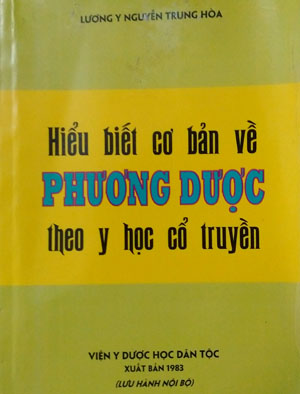 LƯƠNG Y NGUYỄN TRUNG HÒA
Hiểu biết cơ bản về
PHƯƠNG DƯỢC
theo y học cổ truyền
VIỆN Y DƯỢC HỌC DÂN TỘC
XUẤT BẢN 1983
(LƯU HÀNH NỘI BỘ)